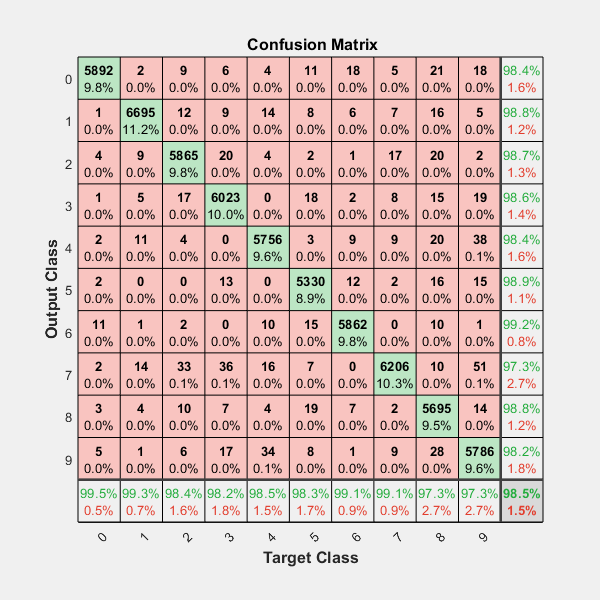 Confusion Matrix
0 5892 2 9 6 4 11 18 5 21 18 98.4%
9.8% 0.0% 0.0% 0.0% 0.0% 0.0% 0.0% 0.0% 0.0% 0.0% 1.6%
1 1 6695 12 9 14 8 6 7 16 5 98.8%
0.0% 11.2% 0.0% 0.0% 0.0% 0.0% 0.0% 0.0% 0.0% 0.0% 1.2%
2 4 9 5865 20 4 2 1 17 20 2 98.7%
0.0% 0.0% 9.8% 0.0% 0.0% 0.0% 0.0% 0.0% 0.0% 0.0% 1.3%
3 1 5 17 6023 0 18 2 8 15 19 98.6%
0.0% 0.0% 0.0% 10.0% 0.0% 0.0% 0.0% 0.0% 0.0% 0.0% 1.4%
4 2 11 4 0 5756 3 9 9 20 38 98.4%
0.0% 0.0% 0.0% 0.0% 9.6% 0.0% 0.0% 0.0% 0.0% 0.1% 1.6%
5 2 0 0 13 0 5330 12 2 16 15 98.9%
0.0% 0.0% 0.0% 0.0% 0.0% 8.9% 0.0% 0.0% 0.0% 0.0% 1.1%
6 11 1 2 0 10 15 5862 0 10 1 99.2%
0.0% 0.0% 0.0% 0.0% 0.0% 0.0% 9.8% 0.0% 0.0% 0.0% 0.8%
7 2 14 33 36 16 7 0 6206 10 51 97.3%
0.0% 0.0% 0.1% 0.1% 0.0% 0.0% 0.0% 10.3% 0.0% 0.1% 2.7%
8 3 4 10 7 4 19 7 2 5695 14 98.8%
0.0% 0.0% 0.0% 0.0% 0.0% 0.0% 0.0% 0.0% 9.5% 0.0% 1.2%
9 5 1 6 17 34 8 1 9 28 5786 98.2%
0.0% 0.0% 0.0% 0.0% 0.1% 0.0% 0.0% 0.0% 0.0% 9.6% 1.8%
99.5% 99.3% 98.4% 98.2% 98.5% 98.3% 99.1% 99.1% 97.3% 97.3% 98.5%
0.5% 0.7% 1.6% 1.8% 1.5% 1.7% 0.9% 0.9% 2.7% 2.7% 1.5%
0 1 2 3 4 5 6 7 8 9
Target Class
Output Class